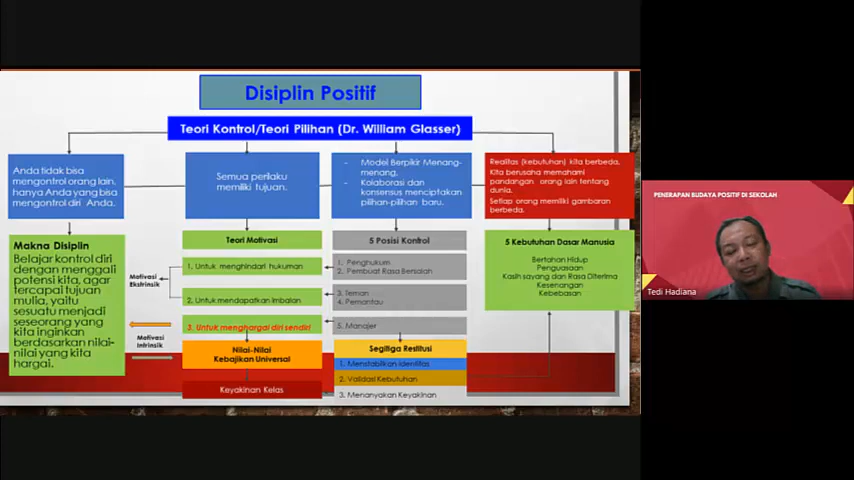 Disiplin Positif
Teori Kontrol/Teori Pilihan (Dr. William Glasser)
Anda tidak bisa
mengontrol orang lain,
hanya Anda yang bisa
mengontrol diri Anda.
Semua perilaku
memiliki tujuan.
- Model Berpikir Menang-
menang,
- Kolaborasi dan
konsensus menciptakan
pilihan-pilihan baru.
Realitas (kebutuhan) kita berbeda.
Kita berusaha memahami
pandangan orang lain tentang
dunia.
Setiap orang memiliki gambaran
berbeda.
Makna Disiplin
Belajar kontrol diri
dengan menggali
potensi kita, agar
tercapai tujuan
mulia, yaitu
sesuatu menjadi
seseorang yang
kita inginkan
berdasarkan nilai-
nilai yang kita
hargai.
Motivasi
Ekstrinsik
Motivasi
Intrinsik
Teori Motivasi
1. Untuk menghindari hukuman
2. Untuk mendapatkan imbalan
3. Untuk menghargai diri sendiri
Nilai-Nilai
Kebajikan Universal
Keyakinan Kelas
5 Posisi Kontrol
1. Penghukum
2. Pembuat Rasa Bersalah
3. Teman
4. Pemantau
5. Manajer
Segitiga Restitusi
1. Menstabilkan Identitas
2. Validasi Kebutuhan
3. Menanyakan Keyakinan
5 Kebutuhan Dasar Manusia
Bertahan Hidup
Penguasaan
Kasih sayang dan Rasa Diterima
Kesenangan
Kebebasan
PENERAPAN BUDAYA POSITIF DI SEKOLAH
Tedi Hadiana